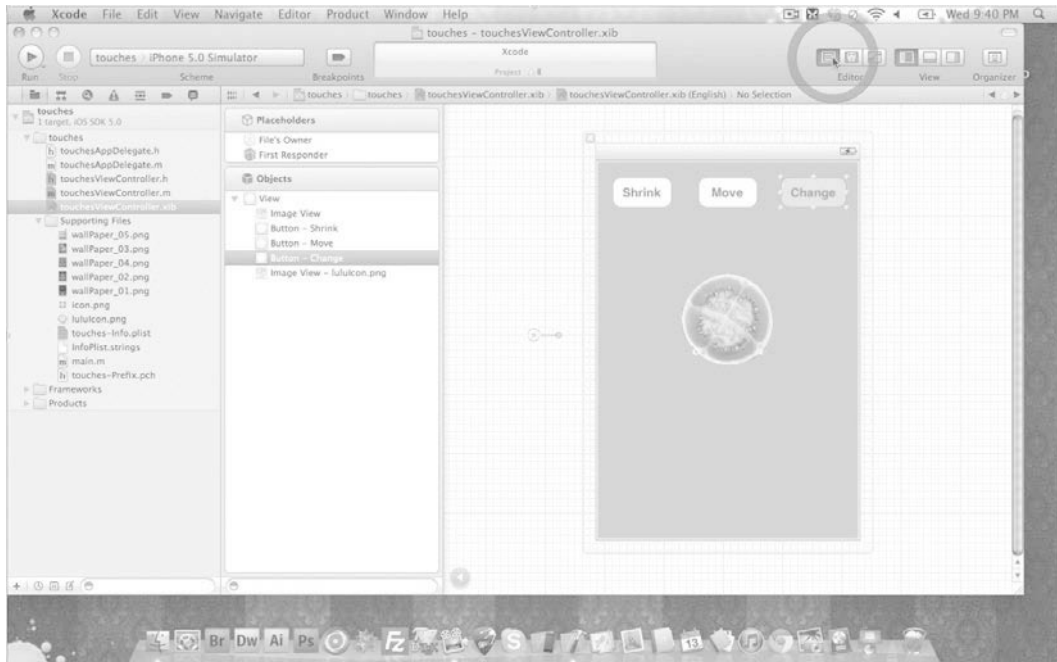 Xcode File Edit View Navigate Editor Product Window Help Wed 9:40 PM
touches - touchesViewController.xib
touches iPhone 5.0 Simulator
Xcode
Project
Run Stop Scheme Breakpoints Editor View Organizer
touches touches touchesViewController.xib touchesViewController.xib (English) No Selection
touches
1 target, iOS SDK 5.0
touches
touchesAppDelegate.h
touchesAppDelegate.m
touchesViewController.h
touchesViewController.m
touchesViewController.xib
Supporting Files
wallPaper_05.png
wallPaper_03.png
wallPaper_04.png
wallPaper_02.png
wallPaper_01.png
icon.png
luluIcon.png
touches-Info.plist
InfoPlist.strings
main.m
touches-Prefix.pch
Frameworks
Products
Placeholders
File's Owner
First Responder
Objects
View
Image View
Button - Shrink
Button - Move
Button - Change
Image View - luluIcon.png
Shrink Move Change
Br Dw Ai Ps Fz S